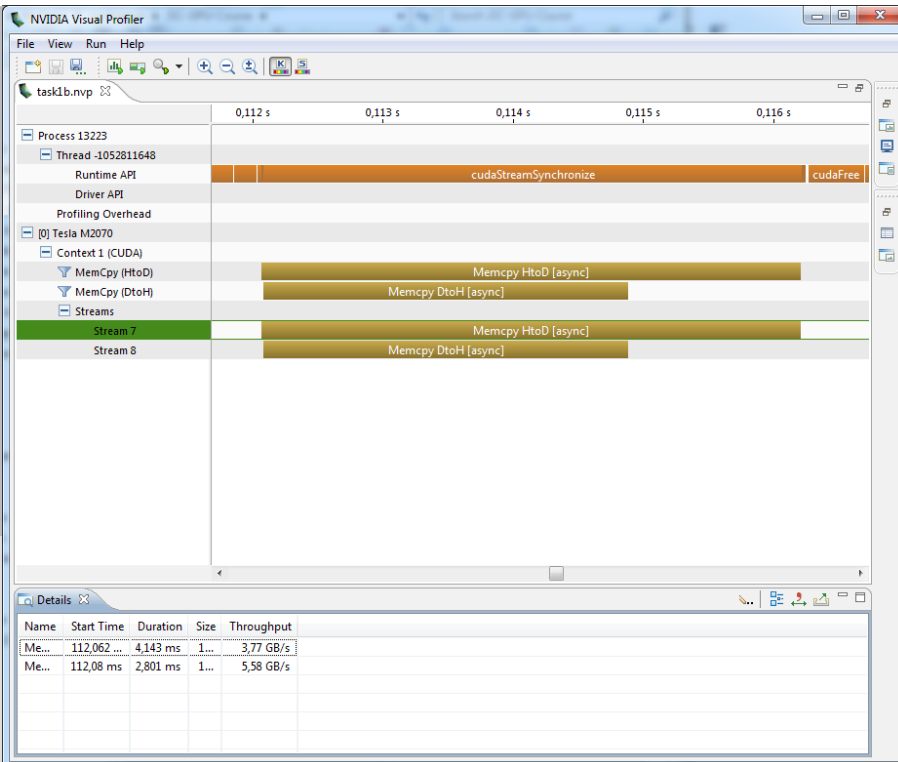 NVIDIA Visual Profiler
File View Run Help
K S
task1b.nvp
0,112 s 0,113 s 0,114 s 0,115 s 0,116 s
Process 13223
Thread -1052811648
Runtime API cudaStreamSynchronize cudaFree
Driver API
Profiling Overhead
[0] Tesla M2070
Context 1 (CUDA)
MemCpy (HtoD) Memcpy HtoD [async]
MemCpy (DtoH) Memcpy DtoH [async]
Streams
Stream 7 Memcpy HtoD [async]
Stream 8 Memcpy DtoH [async]
Details
Name Start Time Duration Size Throughput
Me... 112,062 ... 4,143 ms 1... 3,77 GB/s
Me... 112,08 ms 2,801 ms 1... 5,58 GB/s